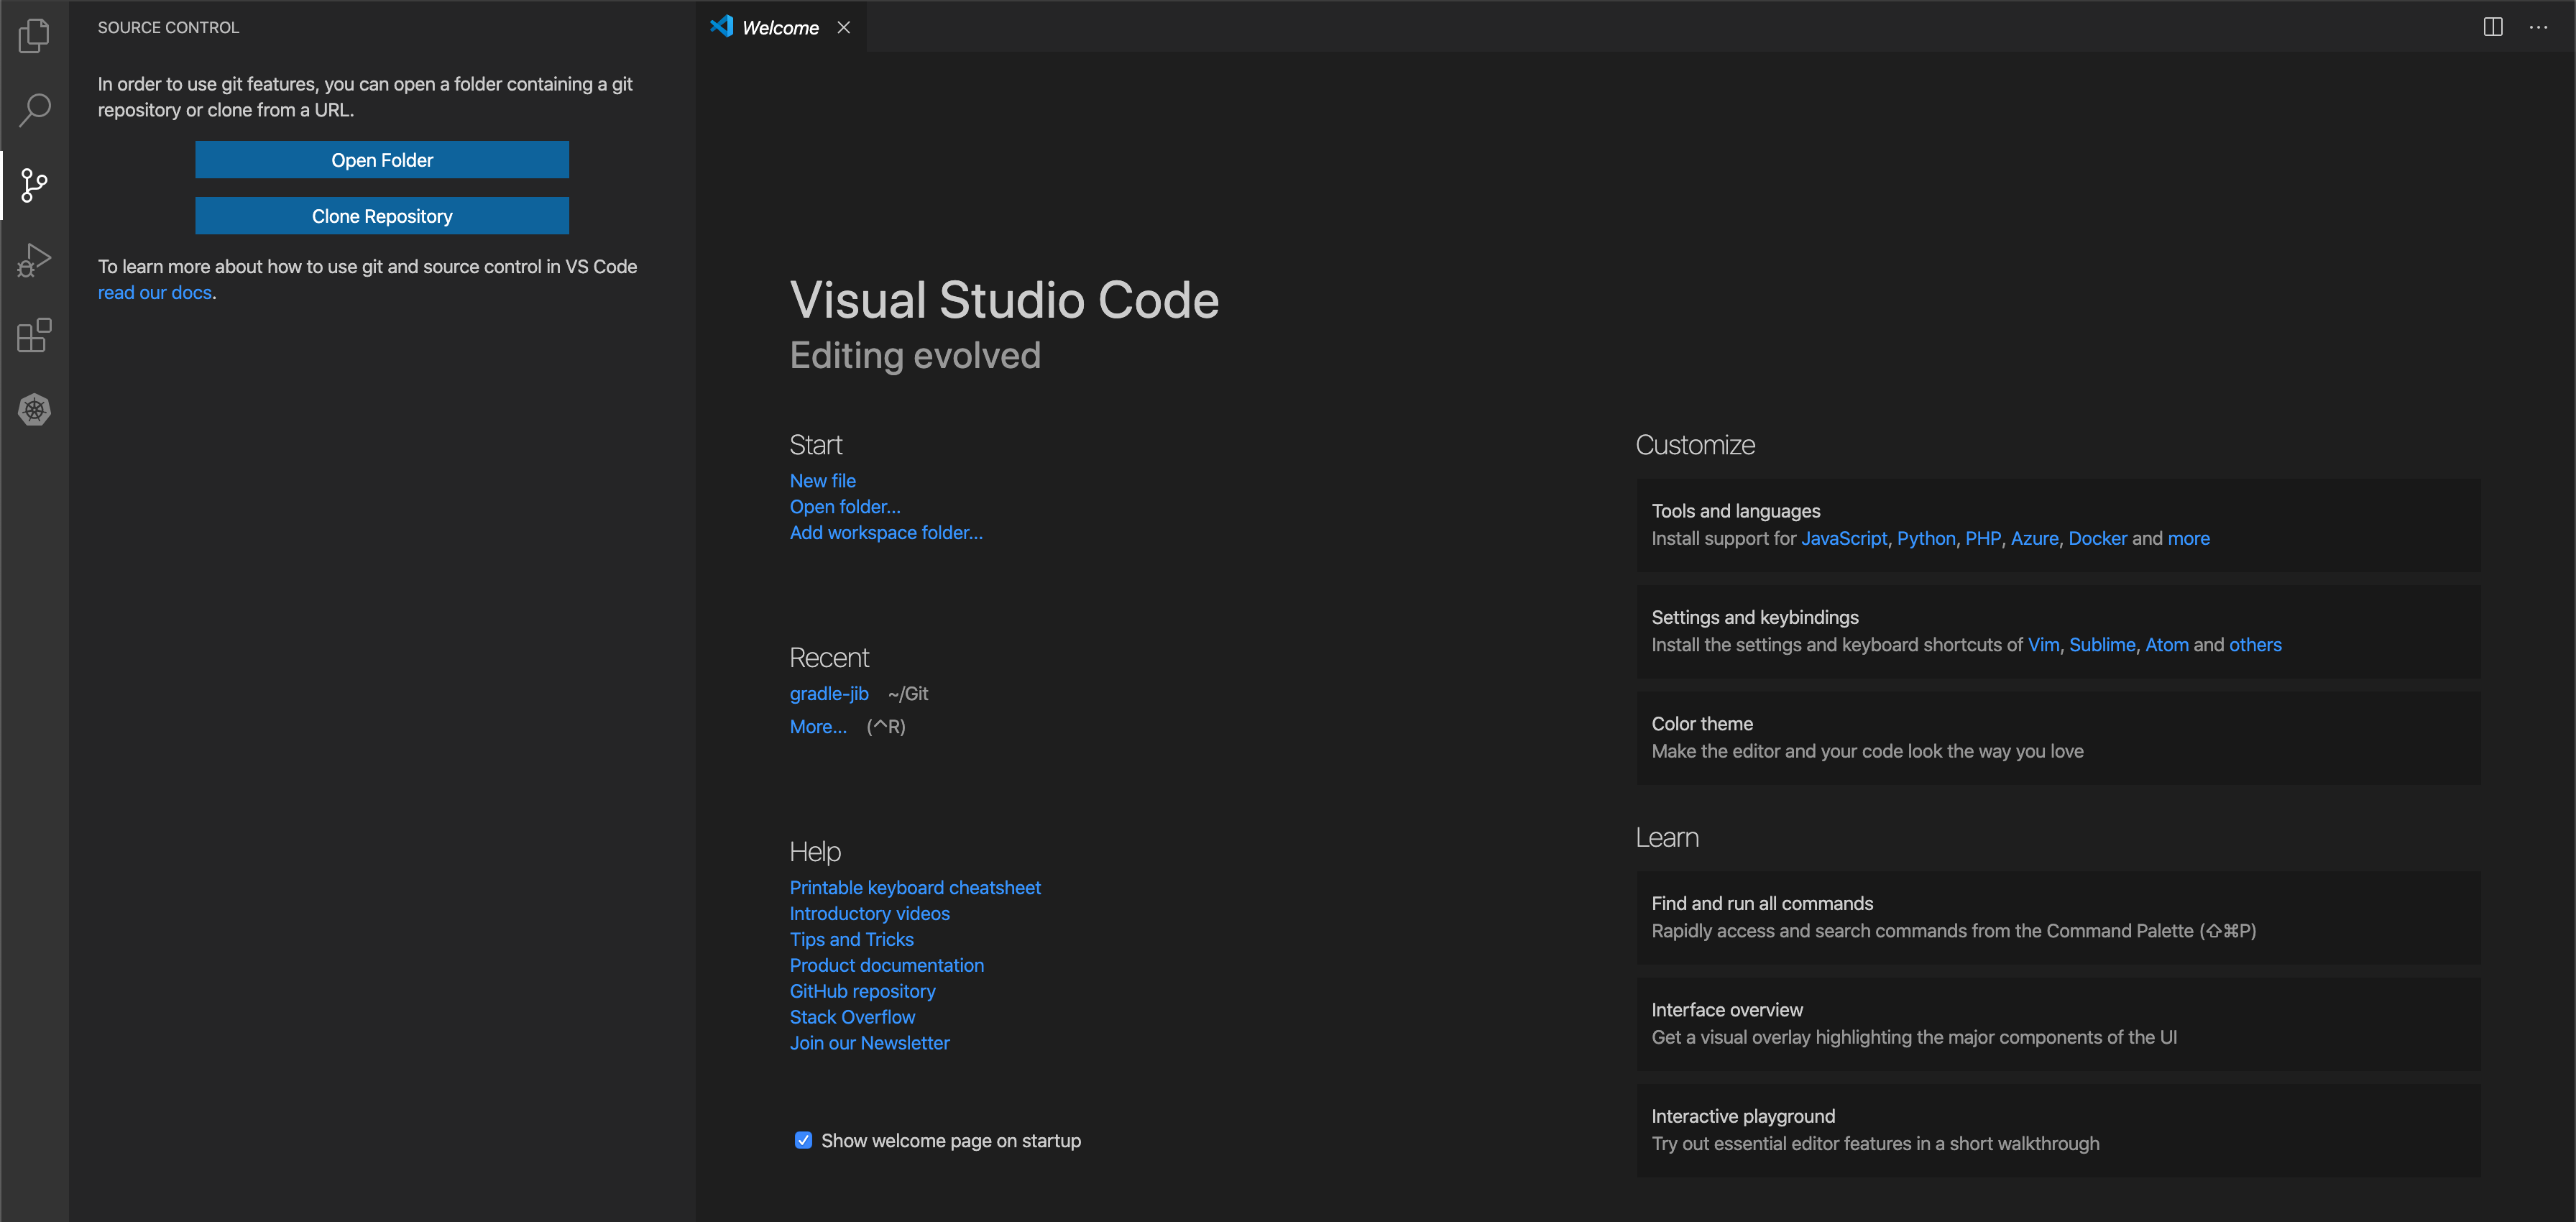 SOURCE CONTROL
In order to use git features, you can open a folder containing a git
repository or clone from a URL.
Open Folder
Clone Repository
To learn more about how to use git and source control in VS Code
read our docs.
Welcome
Visual Studio Code
Editing evolved
Start
New file
Open folder...
Add workspace folder...
Recent
gradle-jib ~/Git
More... (^R)
Help
Printable keyboard cheatsheet
Introductory videos
Tips and Tricks
Product documentation
GitHub repository
Stack Overflow
Join our Newsletter
Show welcome page on startup
Customize
Tools and languages
Install support for JavaScript, Python, PHP, Azure, Docker and more
Settings and keybindings
Install the settings and keyboard shortcuts of Vim, Sublime, Atom and others
Color theme
Make the editor and your code look the way you love
Learn
Find and run all commands
Rapidly access and search commands from the Command Palette (⇧⌘P)
Interface overview
Get a visual overlay highlighting the major components of the UI
Interactive playground
Try out essential editor features in a short walkthrough